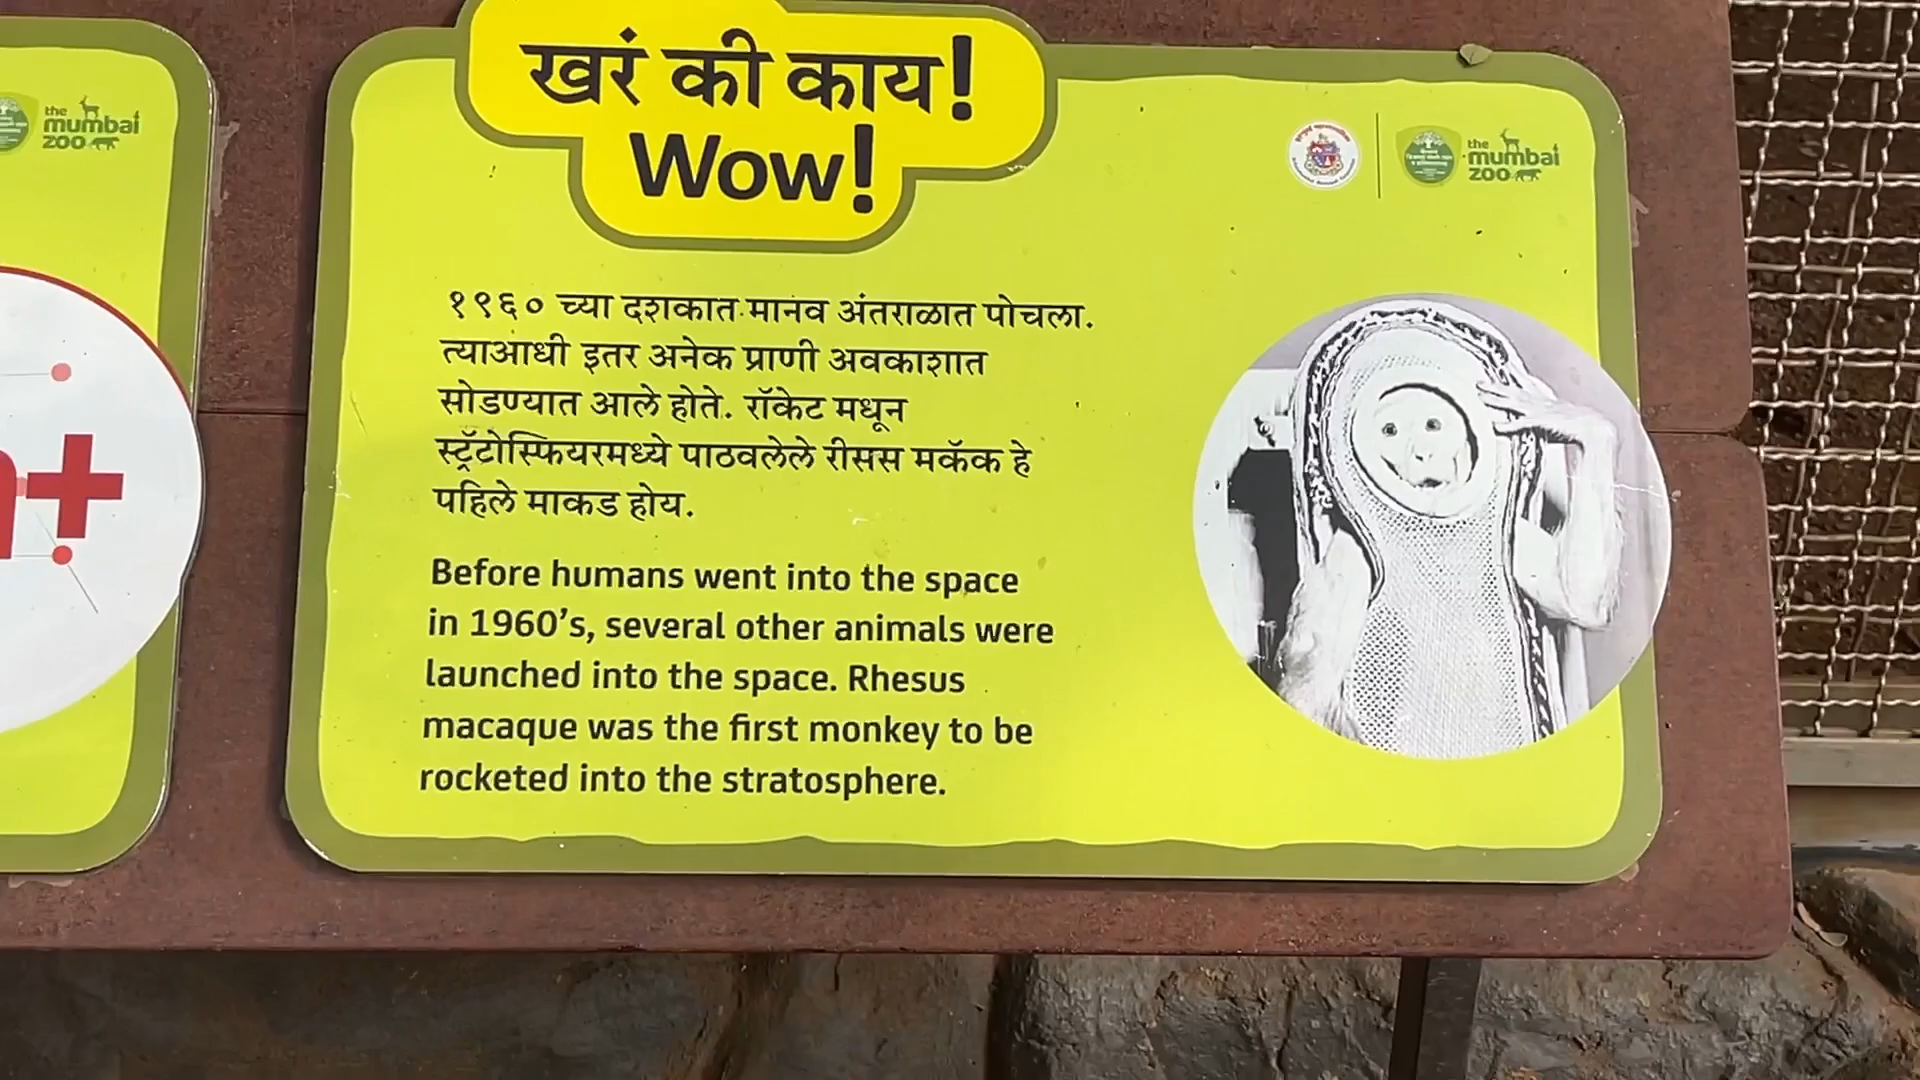 खरं की काय!
Wow!
the
mumbai
zoo
the
mumbai
zoo
१९६० च्या दशकात मानव अंतराळात पोचला.
त्याआधी इतर अनेक प्राणी अवकाशात
सोडण्यात आले होते. रॉकेट मधून
स्ट्रॅटोस्फियरमध्ये पाठवलेले रीसस मकॅक हे
पहिले माकड होय.
Before humans went into the space
in 1960's, several other animals were
launched into the space. Rhesus
macaque was the first monkey to be
rocketed into the stratosphere.